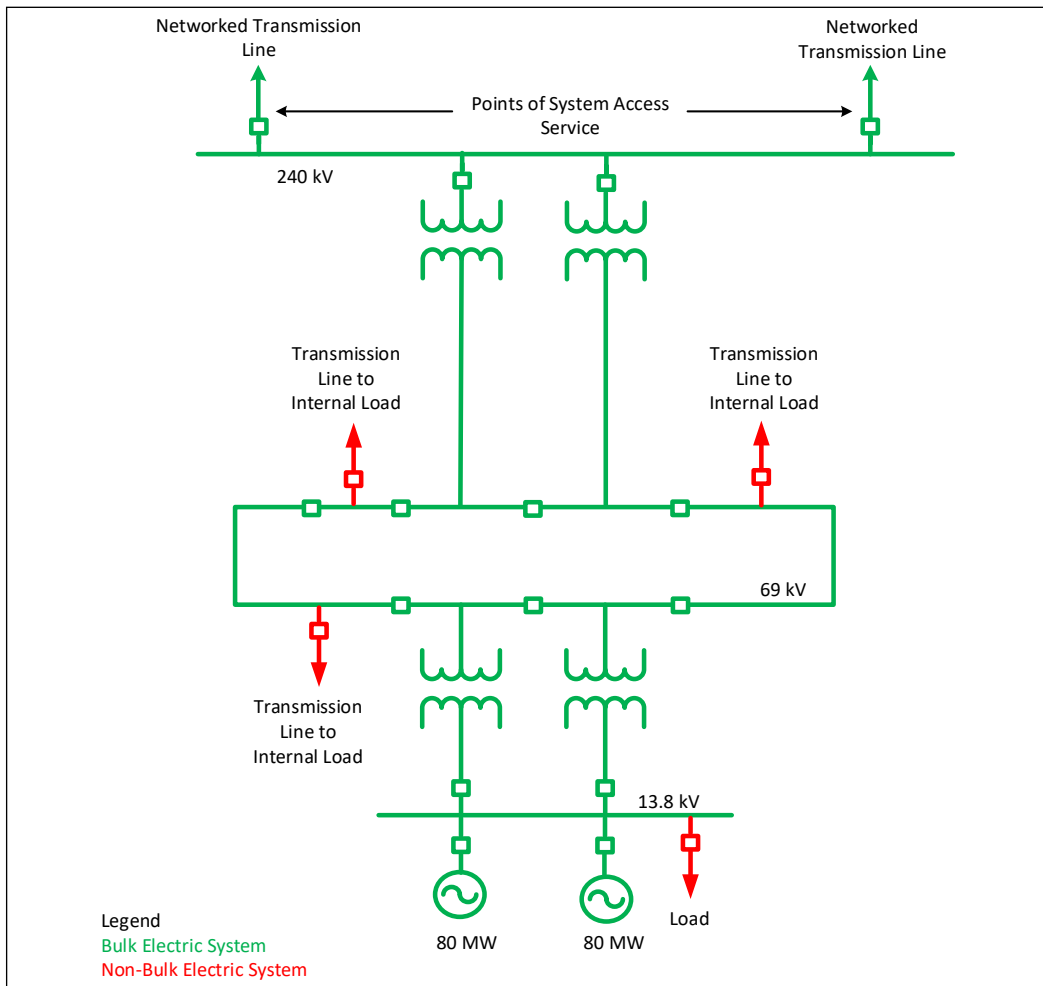 Networked Transmission
Line
Networked
Transmission Line
Points of System Access
Service
240 kV
Transmission
Line to
Internal Load
Transmission
Line to
Internal Load
69 kV
Transmission
Line to
Internal Load
13.8 kV
Load
80 MW
80 MW
Legend
Bulk Electric System
Non-Bulk Electric System